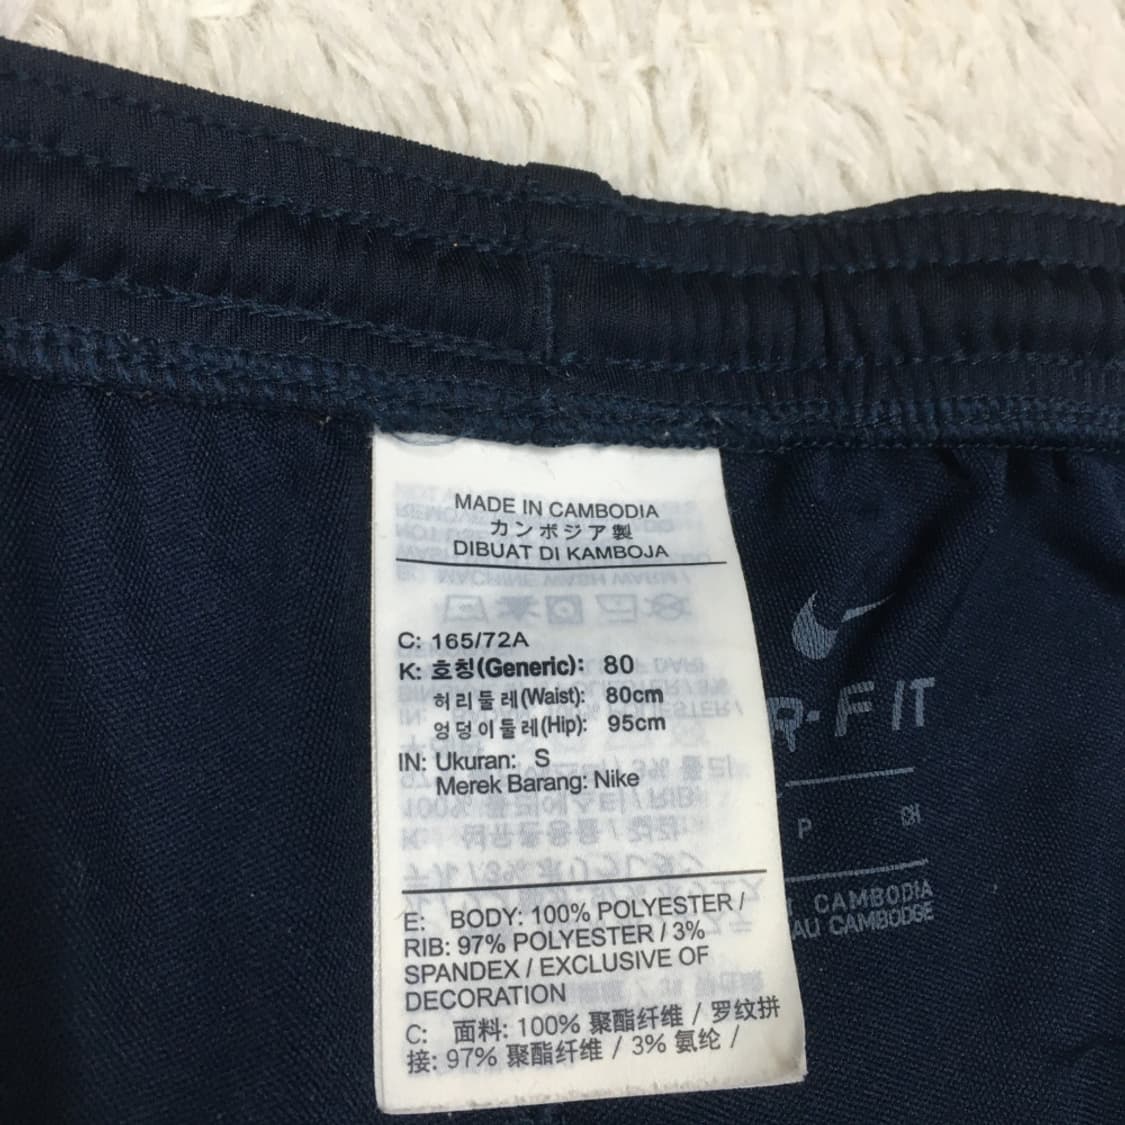 MADE IN CAMBODIA
カンボジア製
DIBUAT DI KAMBOJA
C: 165/72A
K: 호칭(Generic): 80
허리둘레(Waist): 80cm
엉덩이둘레(Hip): 95cm
IN: Ukuran: S
Merek Barang: Nike
E: BODY: 100% POLYESTER /
RIB: 97% POLYESTER / 3%
SPANDEX / EXCLUSIVE OF
DECORATION
C: 面料: 100% 聚酯纤维 / 罗纹拼
接: 97% 聚酯纤维 / 3% 氨纶 /
R-FIT
P CH
CAMBODIA
AU CAMBODGE